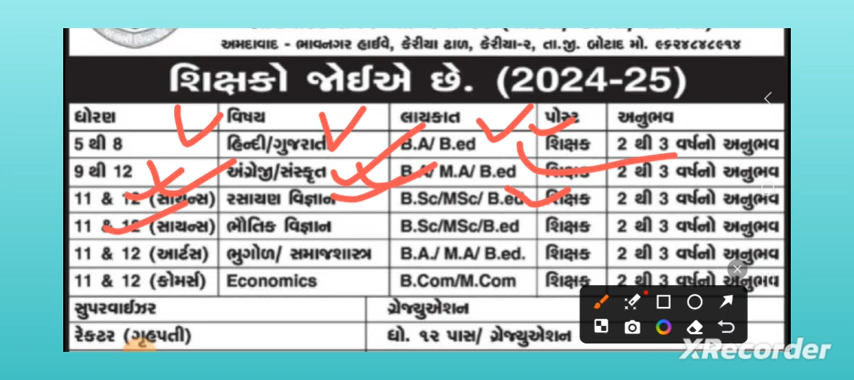 અમદાવાદ - ભાવનગર હાઈવે, કેરીયા ઢાળ, કેરીયા-૨, તા.જી. બોટાદ મો. ૯૬૨૪૮૪૮૯૧૪
શિક્ષકો જોઈએ છે. (2024-25)
ધોરણ વિષય લાયકાત પોસ્ટ અનુભવ
5 થી 8 હિન્દી/ગુજરાતી B.A/ B.ed શિક્ષક 2 થી 3 વર્ષનો અનુભવ
9 થી 12 અંગ્રેજી/સંસ્કૃત B.A/ M.A/ B.ed શિક્ષક 2 થી 3 વર્ષનો અનુભવ
11 & 12 (સાયન્સ) રસાયણ વિજ્ઞાન B.Sc/MSc/ B.ed શિક્ષક 2 થી 3 વર્ષનો અનુભવ
11 & 12 (સાયન્સ) ભૌતિક વિજ્ઞાન B.Sc/MSc/B.ed શિક્ષક 2 થી 3 વર્ષનો અનુભવ
11 & 12 (આર્ટસ) ભુગોળ/ સમાજશાસ્ત્ર B.A./ M.A/ B.ed. શિક્ષક 2 થી 3 વર્ષનો અનુભવ
11 & 12 (કોમર્સ) Economics B.Com/M.Com શિક્ષક 2 થી 3 વર્ષનો અનુભવ
સુપરવાઈઝર ગ્રેજ્યુએશન
રેકટર (ગૃહપતી) ધો. ૧૨ પાસ/ ગ્રેજ્યુએશન
XRecorder